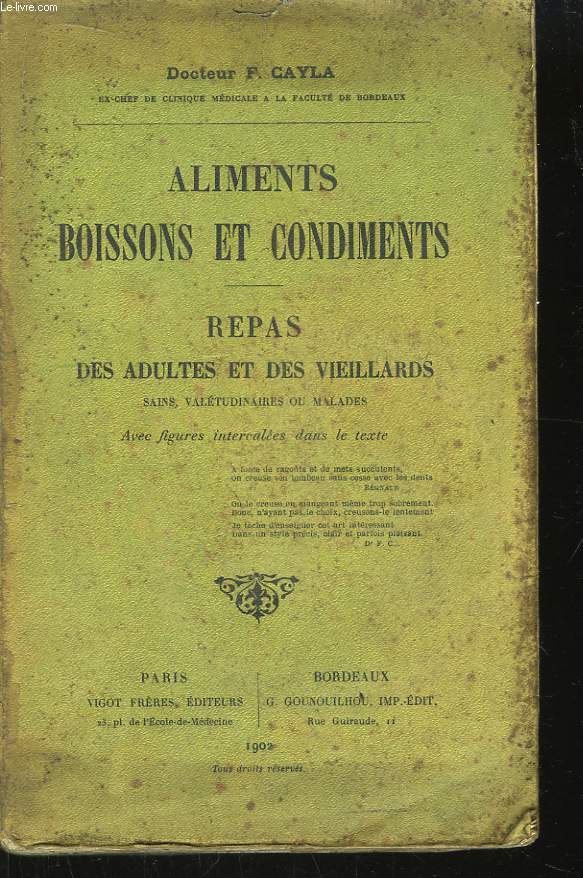 © Le-livre.com
Docteur F. CAYLA
EX-CHEF DE CLINIQUE MÉDICALE A LA FACULTÉ DE BORDEAUX
ALIMENTS
BOISSONS ET CONDIMENTS
REPAS
DES ADULTES ET DES VIEILLARDS
SAINS, VALÉTUDINAIRES OU MALADES
Avec figures intercalées dans le texte
A force de ragoûts et de mets succulents,
On creuse son tombeau sans cesse avec les dents
REGNAUD
On le creuse en mangeant même trop sobrement.
Donc, n'ayant pas le choix, creusons-le lentement
Je tâche d'enseigner cet art intéressant
Dans un style précis, clair et parfois plaisant.
Dr F. C.
PARIS
VIGOT FRÈRES, ÉDITEURS
23, pl. de l'École-de-Médecine
BORDEAUX
G. GOUNOUILHOU, IMP.-ÉDIT.
Rue Guiraude, 11
1902
Tous droits réservés.